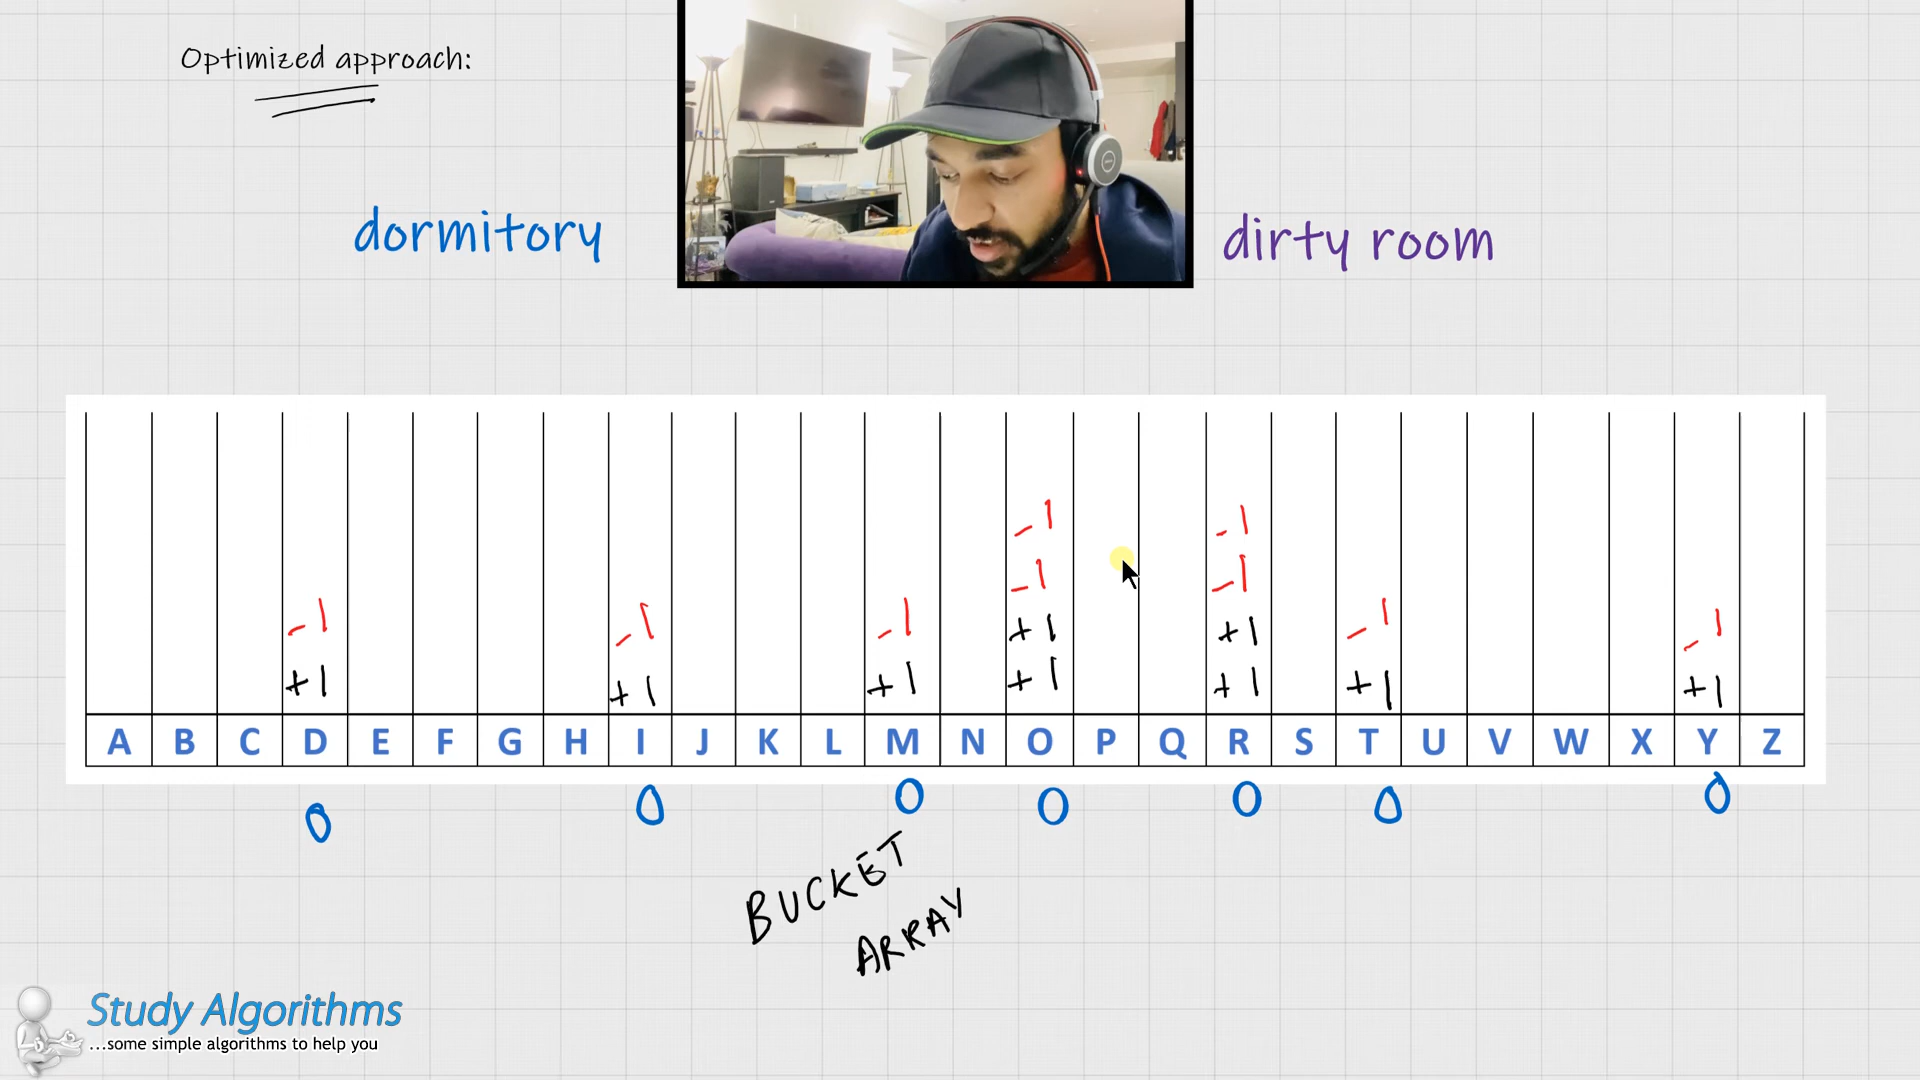 Optimized approach:
dormitory
dirty room
-1 -1
-1 -1 -1 -1 -1 -1 -1
+1 +1
+1 +1 +1 +1 +1 +1 +1
A B C D E F G H I J K L M N O P Q R S T U V W X Y Z
0 0 0 0 0 0 0
BUCKET
ARRAY
Study Algorithms
...some simple algorithms to help you